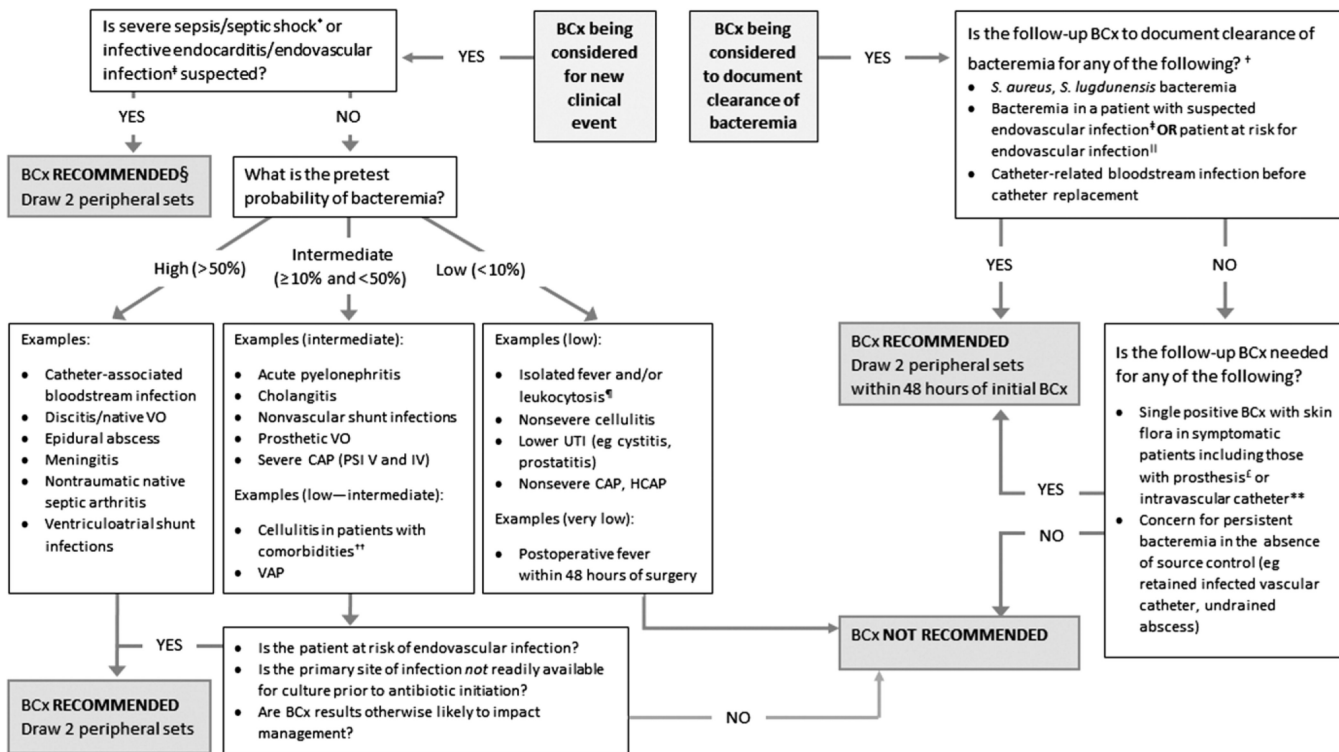 Is severe sepsis/septic shock* or
infective endocarditis/endovascular
infection‡ suspected?
YES
BCx being
considered
for new
clinical
event
YES
NO
BCx RECOMMENDED§
Draw 2 peripheral sets
What is the pretest
probability of bacteremia?
High (>50%)
Intermediate
(≥10% and <50%)
Low (<10%)
Examples:
• Catheter-associated
bloodstream infection
• Discitis/native VO
• Epidural abscess
• Meningitis
• Nontraumatic native
septic arthritis
• Ventriculoatrial shunt
infections
Examples (intermediate):
• Acute pyelonephritis
• Cholangitis
• Nonvascular shunt infections
• Prosthetic VO
• Severe CAP (PSI V and IV)
Examples (low—intermediate):
• Cellulitis in patients with
comorbidities††
• VAP
Examples (low):
• Isolated fever and/or
leukocytosis¶
• Nonsevere cellulitis
• Lower UTI (eg cystitis,
prostatitis)
• Nonsevere CAP, HCAP
Examples (very low):
• Postoperative fever
within 48 hours of surgery
YES
• Is the patient at risk of endovascular infection?
• Is the primary site of infection not readily available
for culture prior to antibiotic initiation?
• Are BCx results otherwise likely to impact
management?
BCx RECOMMENDED
Draw 2 peripheral sets
NO
BCx being
considered
to document
clearance of
bacteremia
YES
Is the follow-up BCx to document clearance of
bacteremia for any of the following? †
• S. aureus, S. lugdunensis bacteremia
• Bacteremia in a patient with suspected
endovascular infection‡ OR patient at risk for
endovascular infection||
• Catheter-related bloodstream infection before
catheter replacement
YES
NO
BCx RECOMMENDED
Draw 2 peripheral sets
within 48 hours of initial BCx
Is the follow-up BCx needed
for any of the following?
• Single positive BCx with skin
flora in symptomatic
patients including those
with prosthesis£ or
intravascular catheter**
• Concern for persistent
bacteremia in the absence
of source control (eg
retained infected vascular
catheter, undrained
abscess)
YES
NO
BCx NOT RECOMMENDED